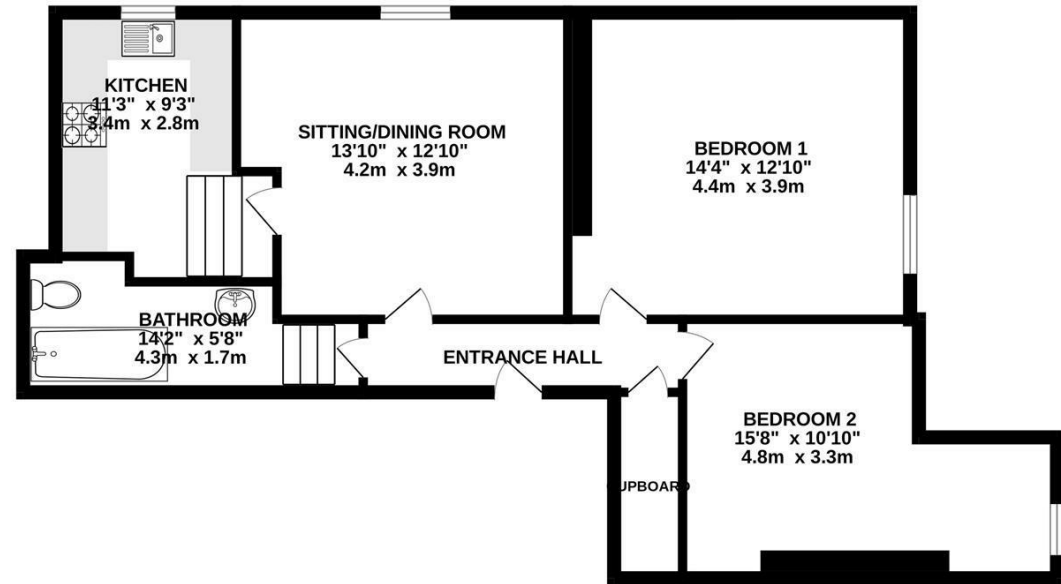 KITCHEN
11'3" x 9'3"
3.4m x 2.8m
SITTING/DINING ROOM
13'10" x 12'10"
4.2m x 3.9m
BEDROOM 1
14'4" x 12'10"
4.4m x 3.9m
BATHROOM
14'2" x 5'8"
4.3m x 1.7m
ENTRANCE HALL
BEDROOM 2
15'8" x 10'10"
4.8m x 3.3m
CUPBOARD